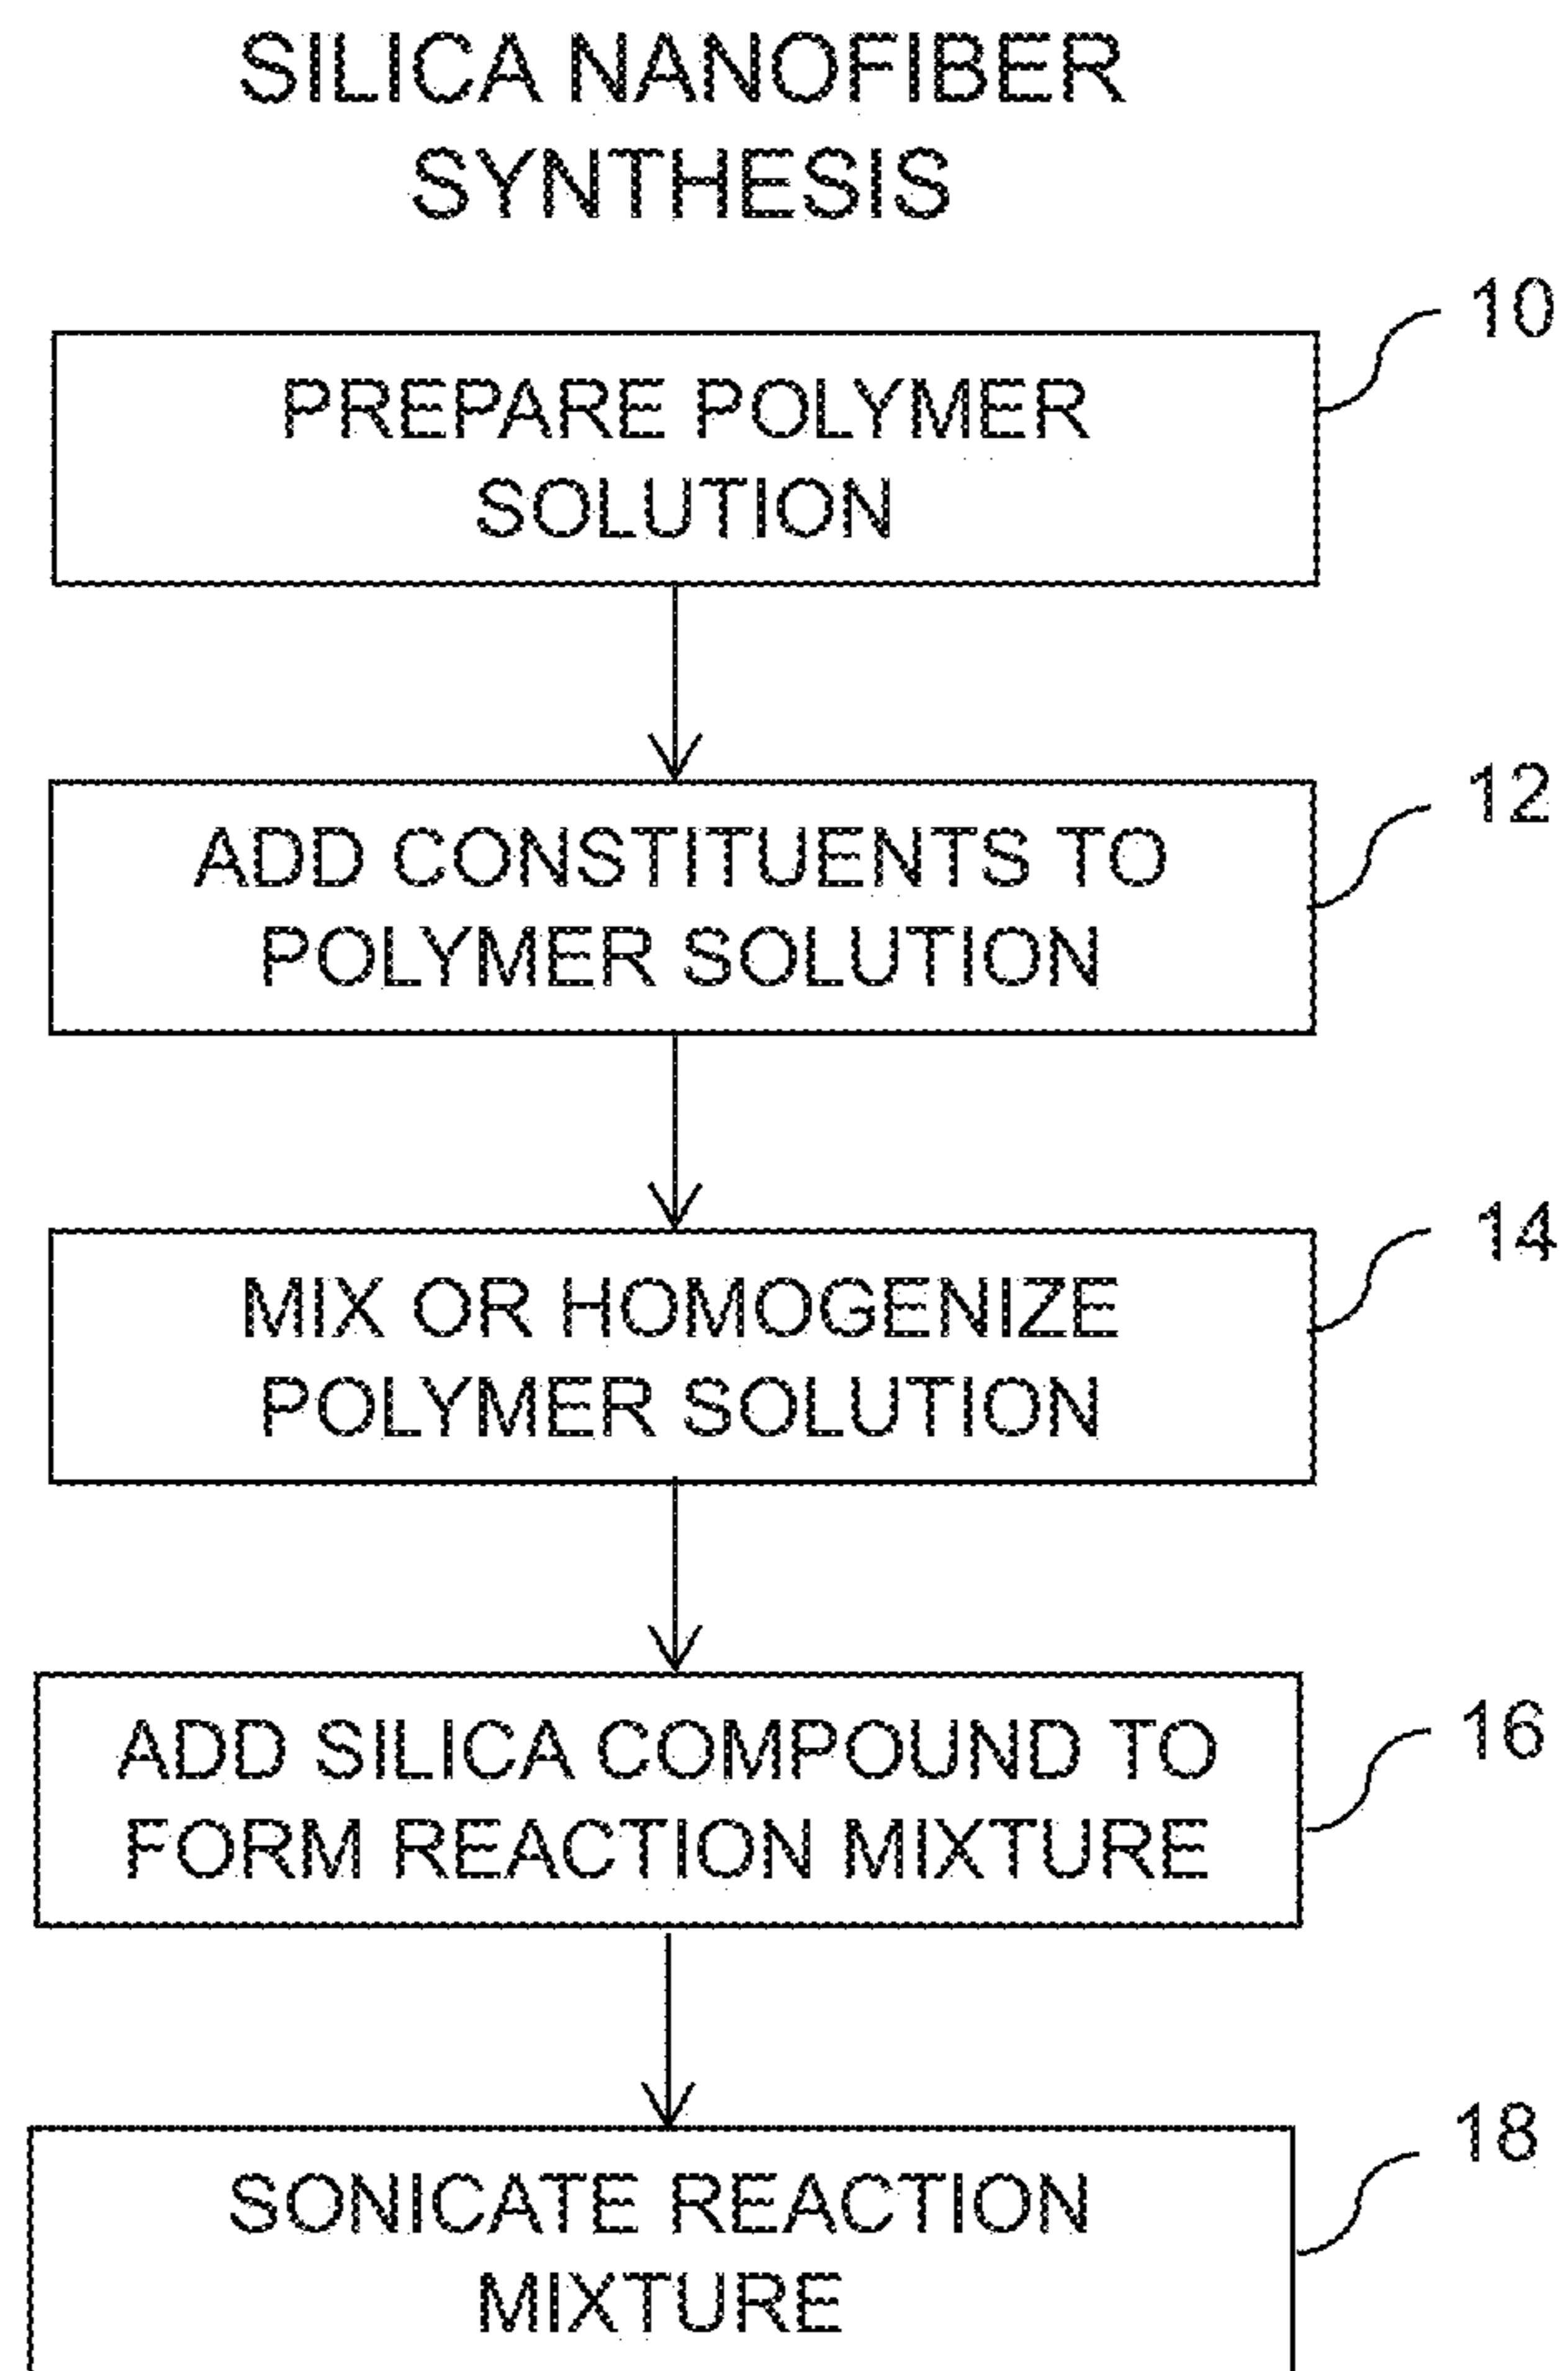 SILICA NANOFIBER
SYNTHESIS
10
PREPARE POLYMER
SOLUTION
12
ADD CONSTITUENTS TO
POLYMER SOLUTION
14
MIX OR HOMOGENIZE
POLYMER SOLUTION
16
ADD SILICA COMPOUND TO
FORM REACTION MIXTURE
18
SONICATE REACTION
MIXTURE